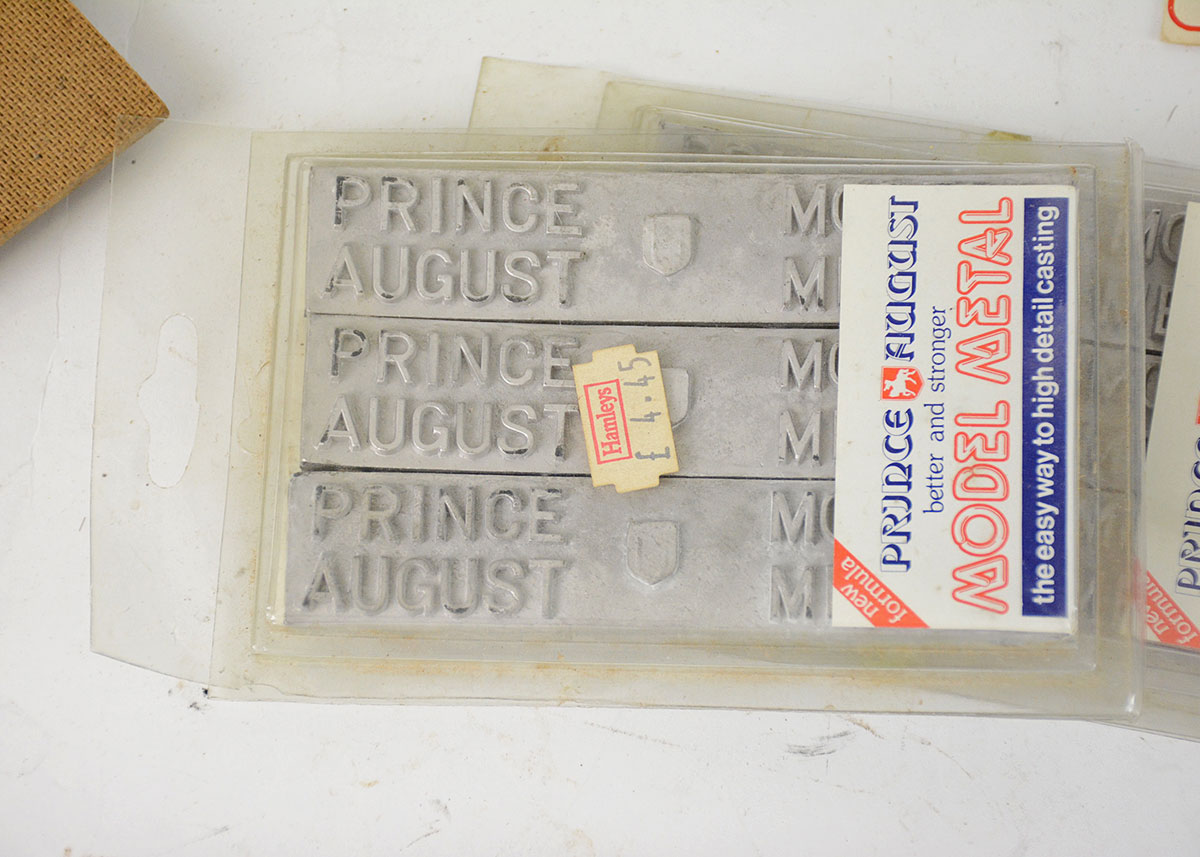 PRINCE
AUGUST
PRINCE
AUGUST
PRINCE
AUGUST
Hamleys
£ 4.45
PRINCE AUGUST
better and stronger
MODEL METAL
the easy way to high detail casting
new
formula
new